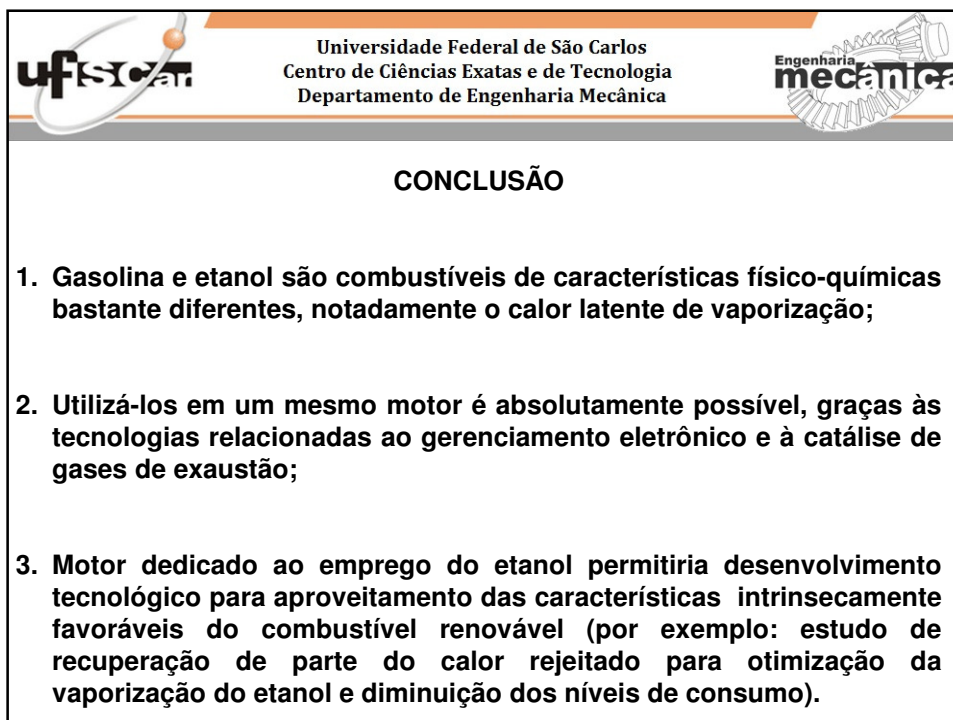 ufscar
Universidade Federal de São Carlos
Centro de Ciências Exatas e de Tecnologia
Departamento de Engenharia Mecânica
Engenharia
mecânica
CONCLUSÃO
1. Gasolina e etanol são combustíveis de características físico-químicas
bastante diferentes, notadamente o calor latente de vaporização;
2. Utilizá-los em um mesmo motor é absolutamente possível, graças às
tecnologias relacionadas ao gerenciamento eletrônico e à catálise de
gases de exaustão;
3. Motor dedicado ao emprego do etanol permitiria desenvolvimento
tecnológico para aproveitamento das características intrinsecamente
favoráveis do combustível renovável (por exemplo: estudo de
recuperação de parte do calor rejeitado para otimização da
vaporização do etanol e diminuição dos níveis de consumo).